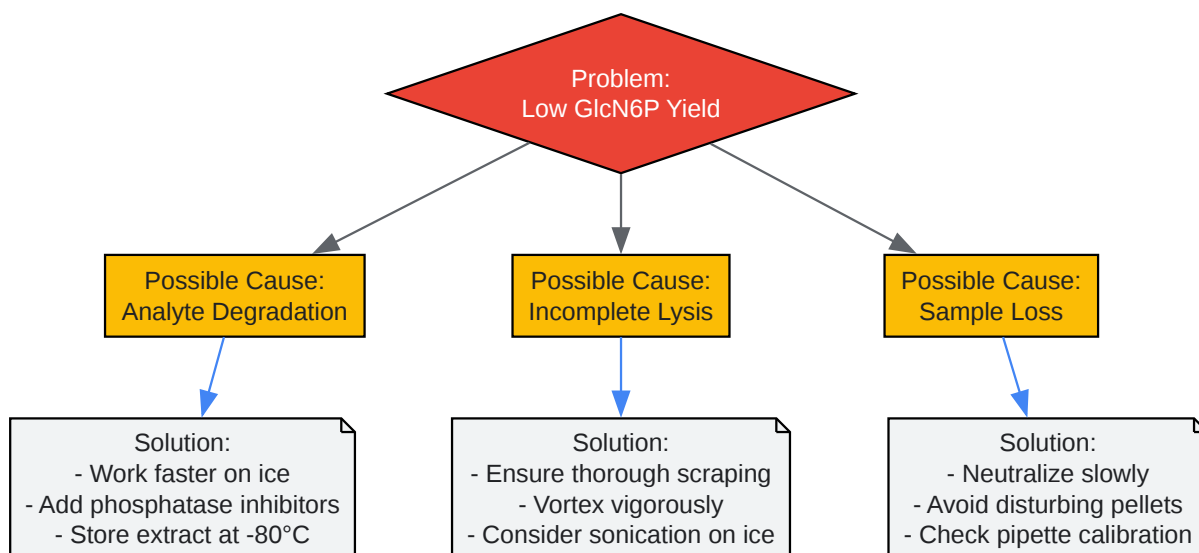 Problem:
Low GlcN6P Yield
Possible Cause:
Analyte Degradation
Possible Cause:
Incomplete Lysis
Possible Cause:
Sample Loss
Solution:
- Work faster on ice
- Add phosphatase inhibitors
- Store extract at -80°C
Solution:
- Ensure thorough scraping
- Vortex vigorously
- Consider sonication on ice
Solution:
- Neutralize slowly
- Avoid disturbing pellets
- Check pipette calibration